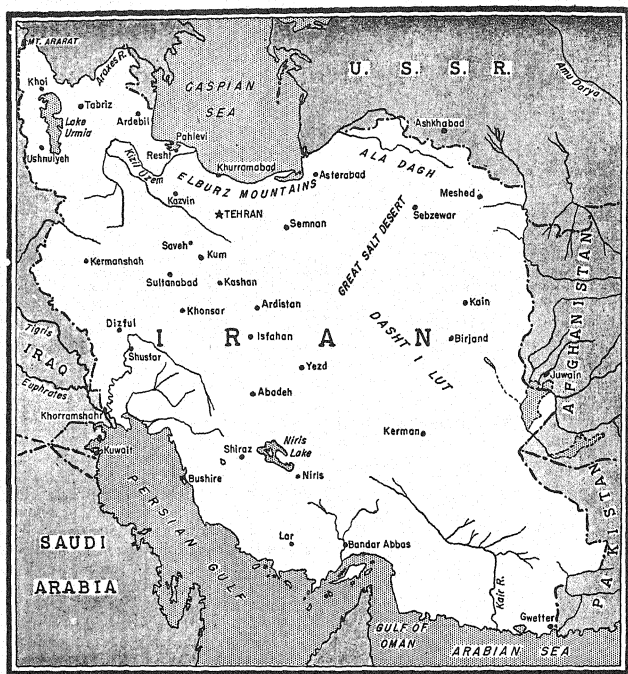 MT. ARARAT
Araxes R.
CASPIAN
SEA
U. S. S. R.
Amu Darya
Khoi
Tabriz
Lake
Urmia
Ardebil
Ushnuiyeh
Pahlevi
Resht
Kizil Uzem
Khurramabad
ELBURZ MOUNTAINS
Asterabad
Ashkhabad
ALA DAGH
Meshed
Sebzewar
Kazvin
TEHRAN
Semnan
GREAT SALT DESERT
Saveh
Kum
Kermanshah
Sultanabad
Kashan
Khonsar
Ardistan
Kain
Dizful
IRAN
Isfahan
DASHT I LUT
Birjand
AFGHANISTAN
Tigris
IRAQ
Euphrates
Shustar
Yezd
Juwain
Abadeh
Khorramshahr
Kuwait
Shiraz
Niris
Lake
Kerman
Bushire
Niris
PERSIAN GULF
PAKISTAN
SAUDI
ARABIA
Lar
Bandar Abbas
Kair R.
Gwetter
GULF OF
OMAN
ARABIAN SEA